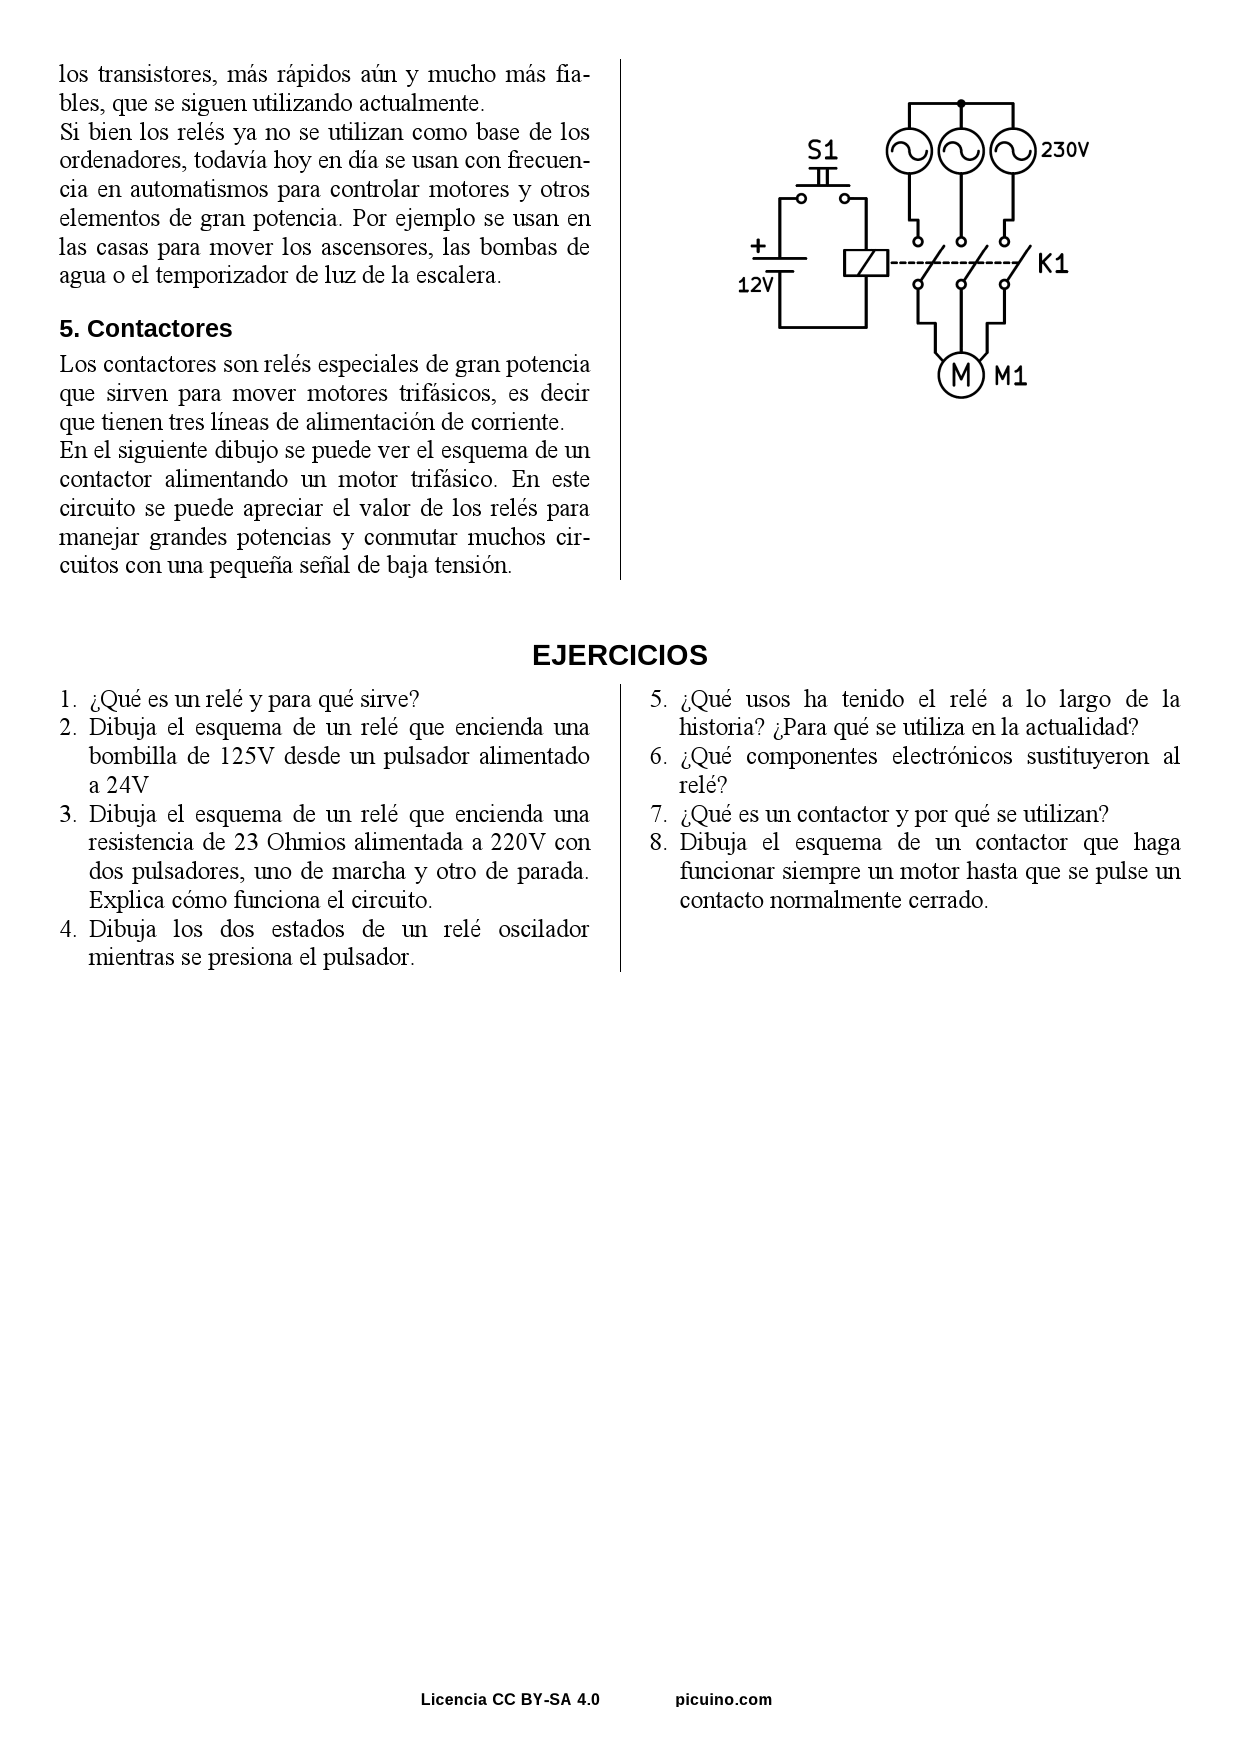 los transistores, más rápidos aún y mucho más fia-
bles, que se siguen utilizando actualmente.
Si bien los relés ya no se utilizan como base de los
ordenadores, todavía hoy en día se usan con frecuen-
cia en automatismos para controlar motores y otros
elementos de gran potencia. Por ejemplo se usan en
las casas para mover los ascensores, las bombas de
agua o el temporizador de luz de la escalera.
5. Contactores
Los contactores son relés especiales de gran potencia
que sirven para mover motores trifásicos, es decir
que tienen tres líneas de alimentación de corriente.
En el siguiente dibujo se puede ver el esquema de un
contactor alimentando un motor trifásico. En este
circuito se puede apreciar el valor de los relés para
manejar grandes potencias y conmutar muchos cir-
cuitos con una pequeña señal de baja tensión.
S1
230V
+
12V
K1
M
M1
EJERCICIOS
1. ¿Qué es un relé y para qué sirve?
2. Dibuja el esquema de un relé que encienda una
bombilla de 125V desde un pulsador alimentado
a 24V
3. Dibuja el esquema de un relé que encienda una
resistencia de 23 Ohmios alimentada a 220V con
dos pulsadores, uno de marcha y otro de parada.
Explica cómo funciona el circuito.
4. Dibuja los dos estados de un relé oscilador
mientras se presiona el pulsador.
5. ¿Qué usos ha tenido el relé a lo largo de la
historia? ¿Para qué se utiliza en la actualidad?
6. ¿Qué componentes electrónicos sustituyeron al
relé?
7. ¿Qué es un contactor y por qué se utilizan?
8. Dibuja el esquema de un contactor que haga
funcionar siempre un motor hasta que se pulse un
contacto normalmente cerrado.
Licencia CC BY-SA 4.0 picuino.com